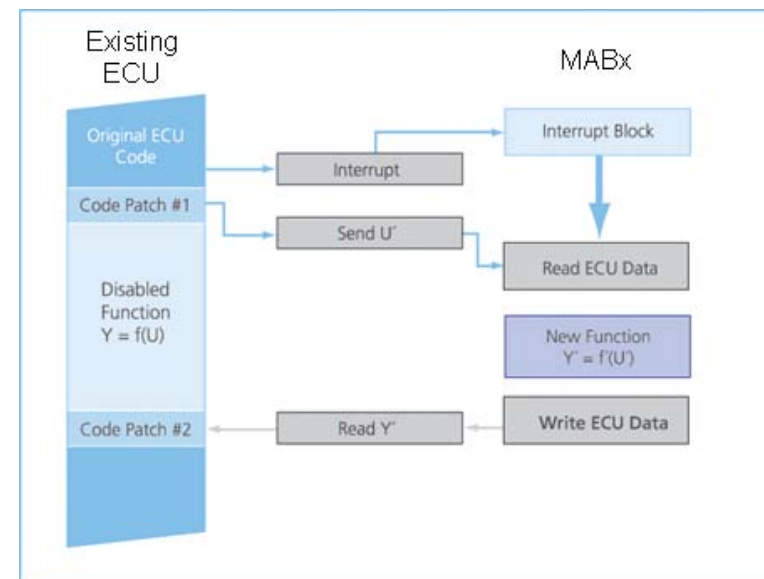 Existing
ECU
MABx
Original ECU
Code
Interrupt
Interrupt Block
Code Patch #1
Send U´
Read ECU Data
Disabled
Function
Y = f(U)
New Function
Y´ = f´(U´)
Code Patch #2
Read Y´
Write ECU Data